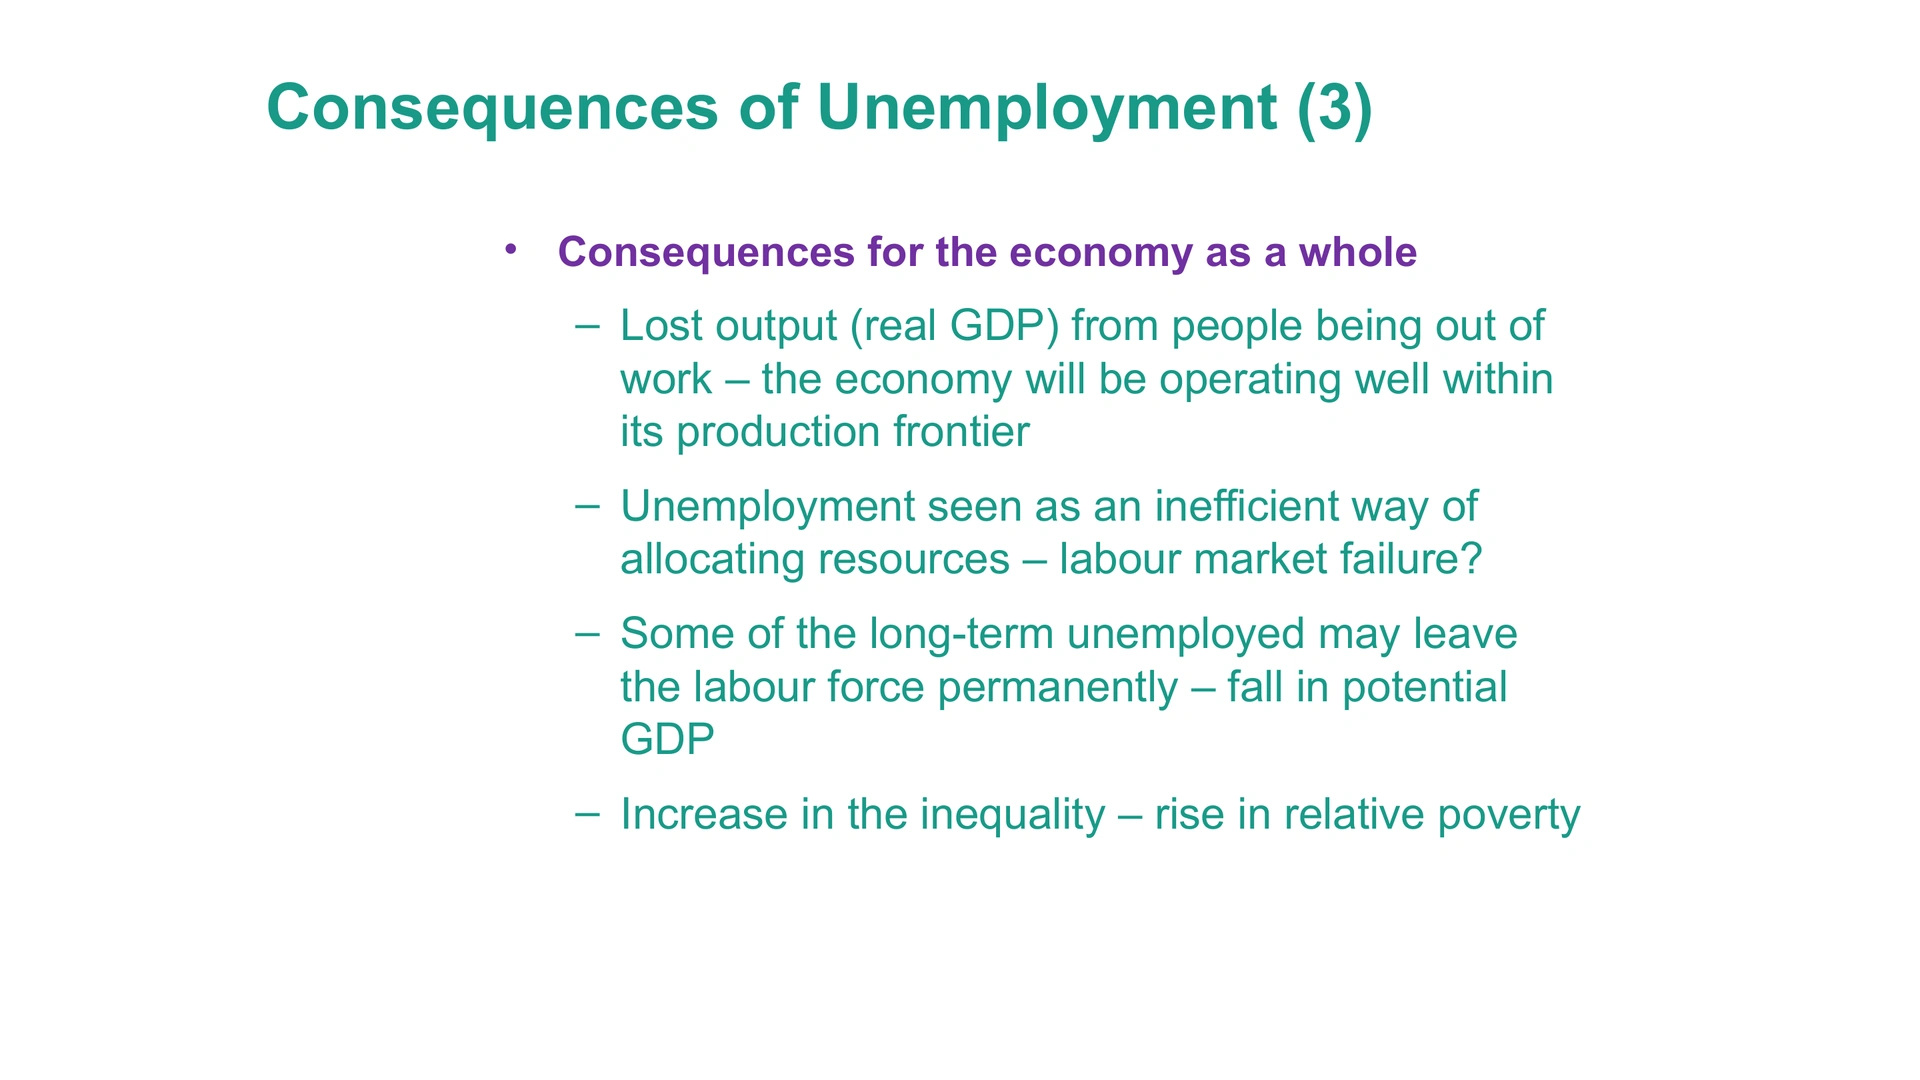 Consequences of Unemployment (3)
• Consequences for the economy as a whole
– Lost output (real GDP) from people being out of
work – the economy will be operating well within
its production frontier
– Unemployment seen as an inefficient way of
allocating resources – labour market failure?
– Some of the long-term unemployed may leave
the labour force permanently – fall in potential
GDP
– Increase in the inequality – rise in relative poverty